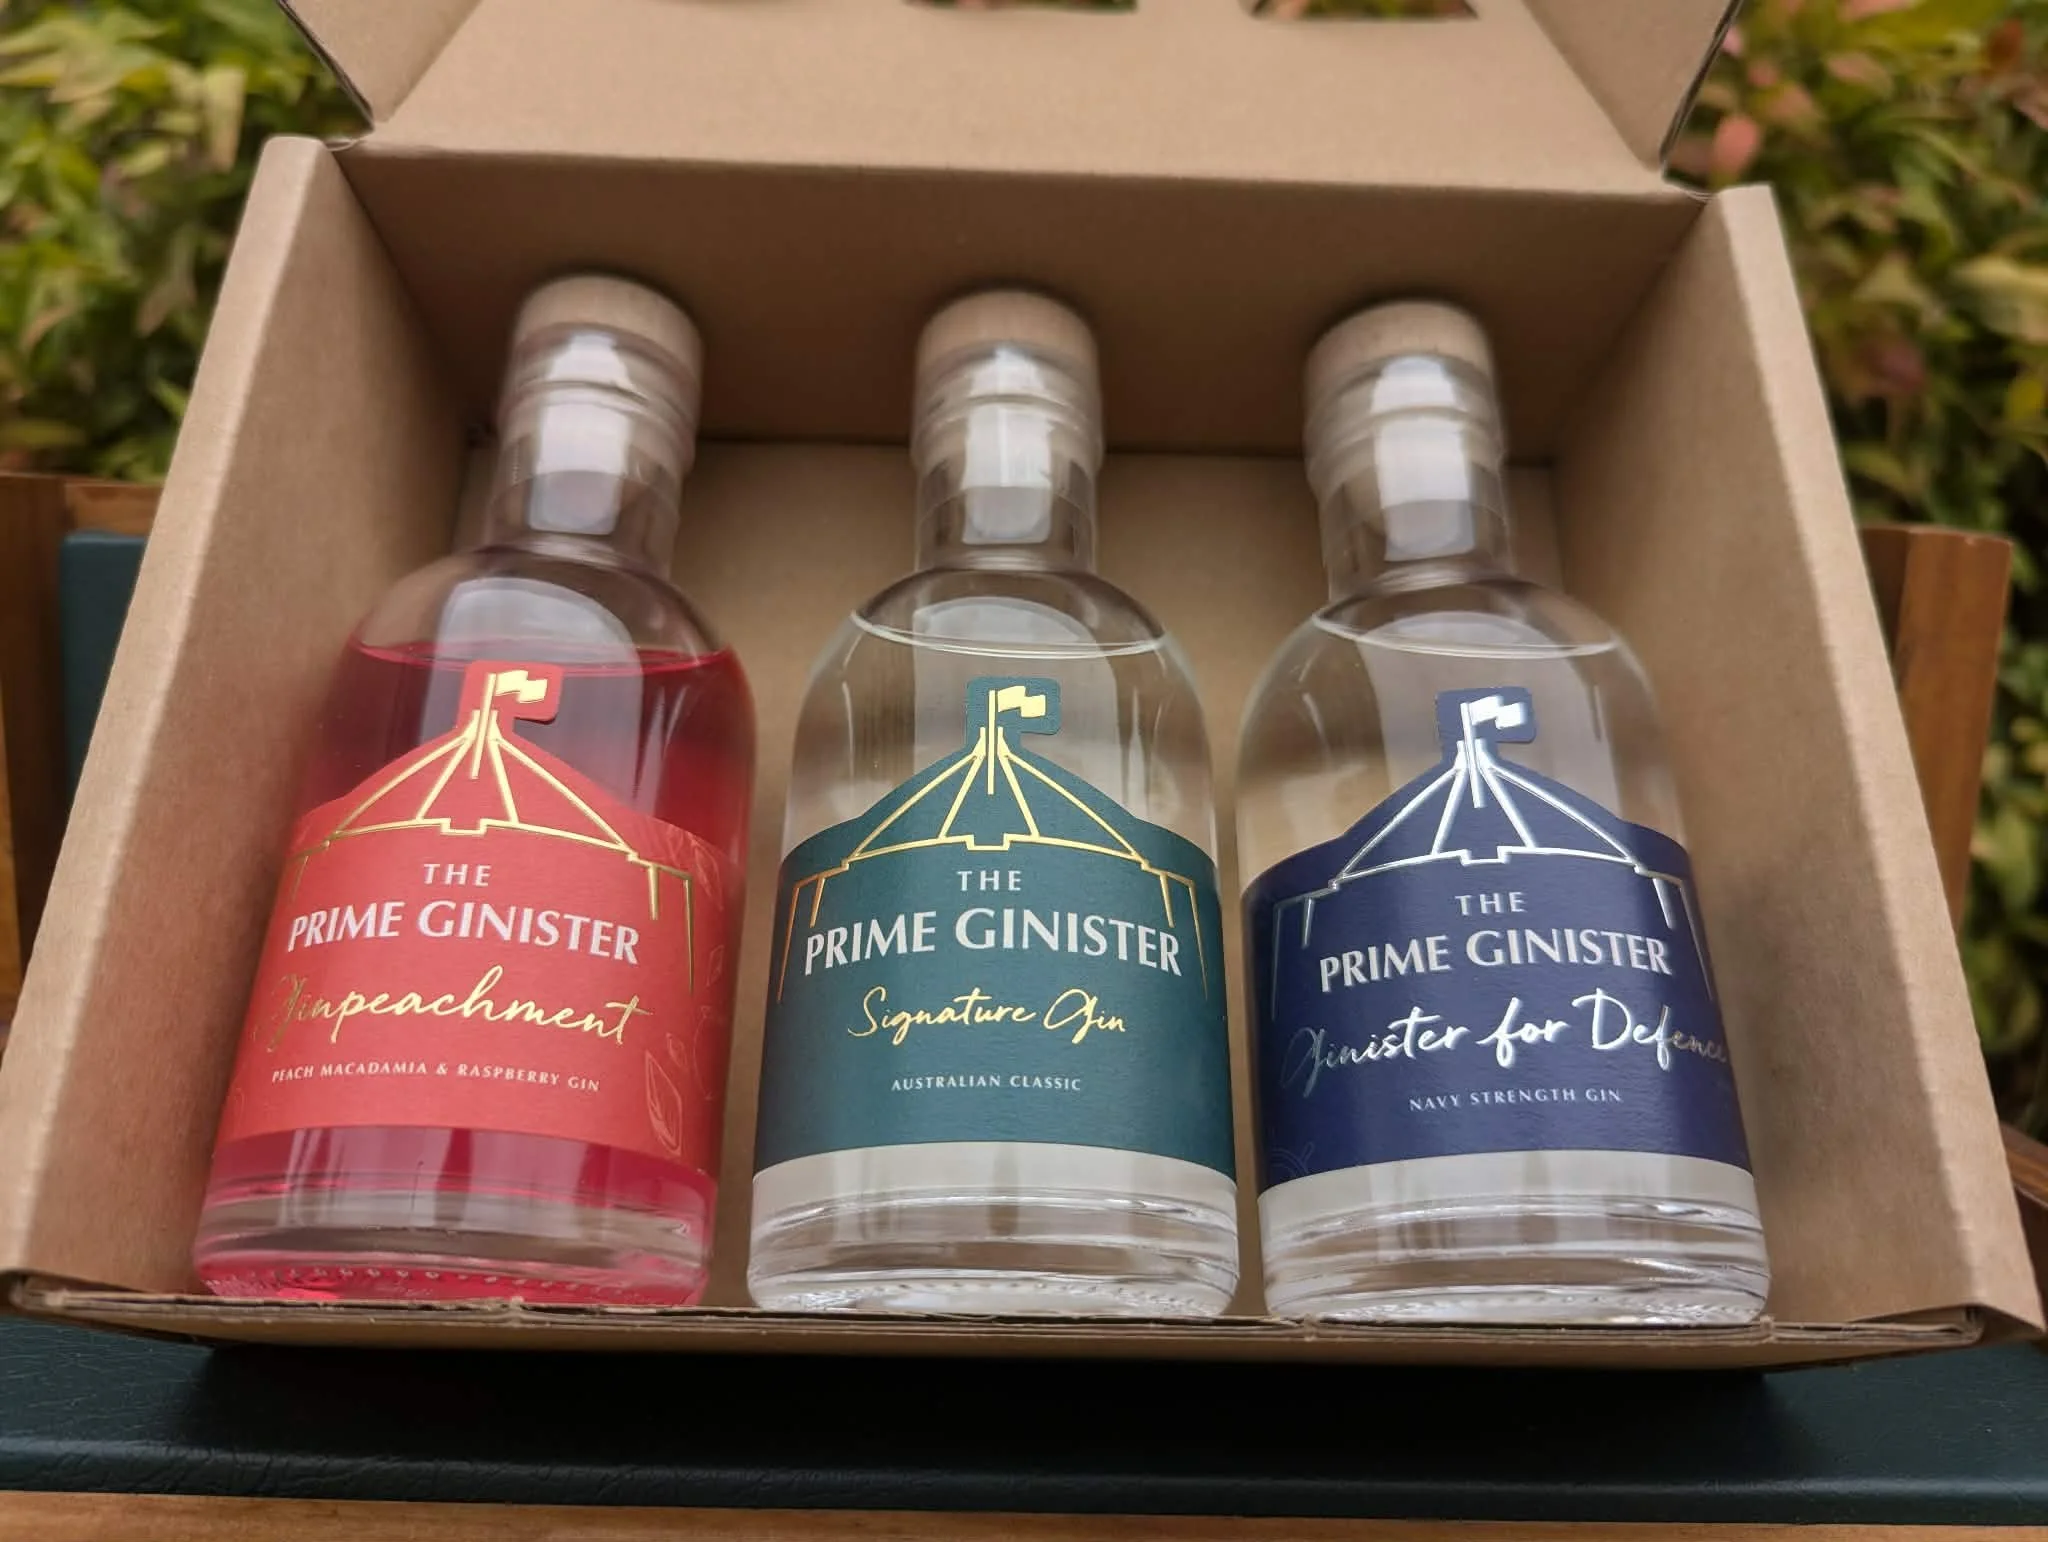 THE
PRIME GINISTER
Ginpeachment
PEACH MACADAMIA & RASPBERRY GIN
THE
PRIME GINISTER
Signature Gin
AUSTRALIAN CLASSIC
THE
PRIME GINISTER
Ginister for Defence
NAVY STRENGTH GIN